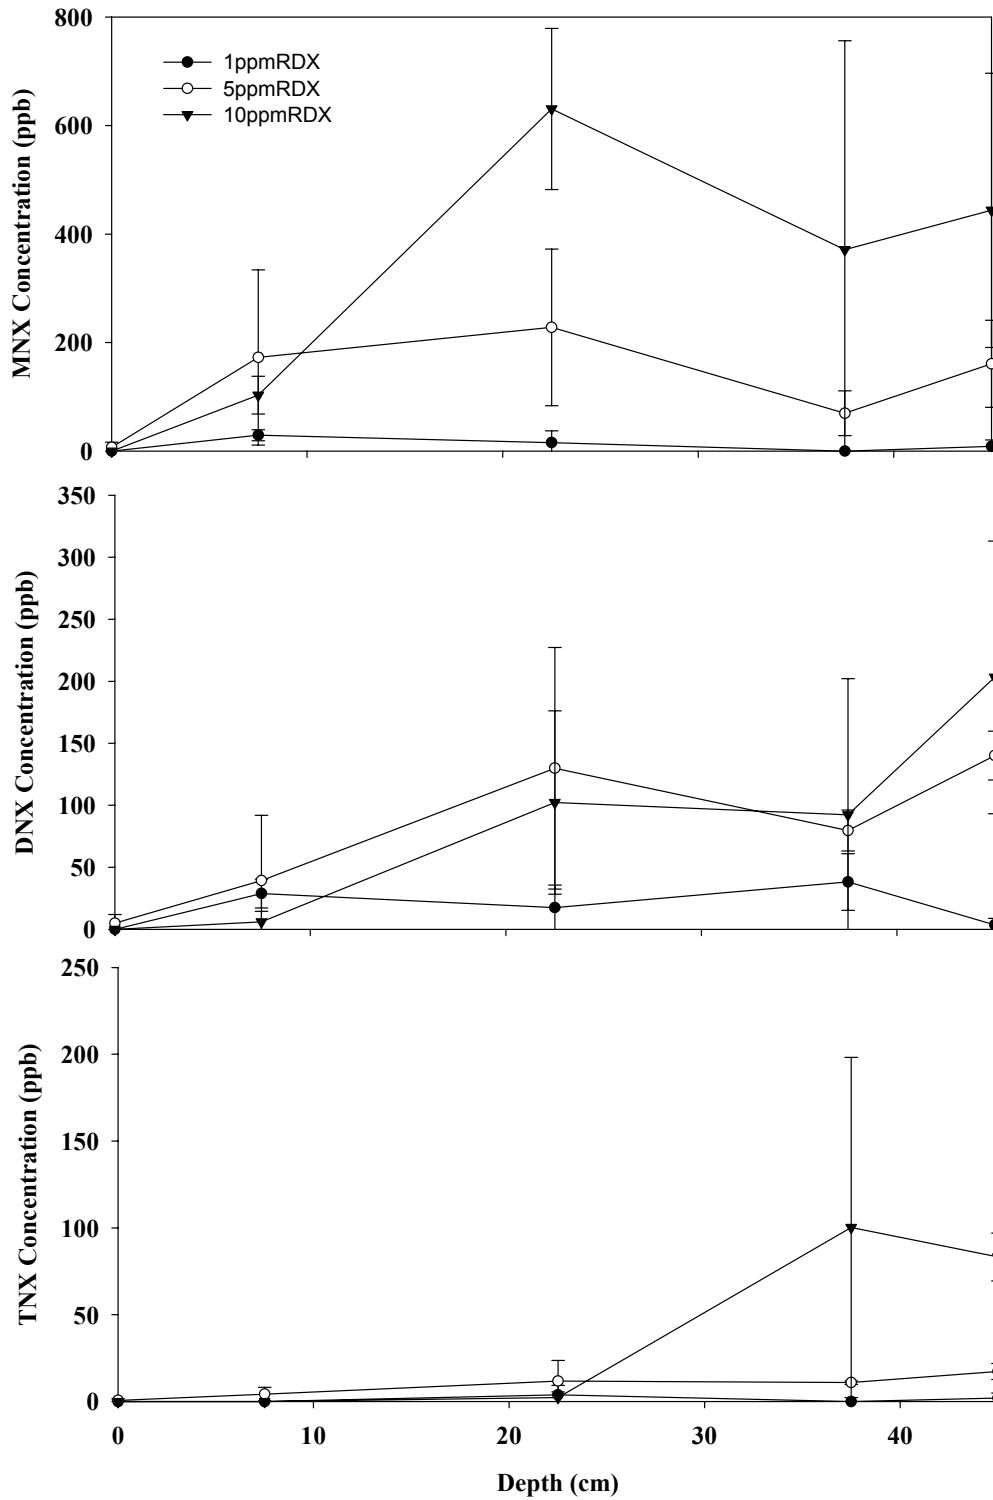 800
1ppmRDX
5ppmRDX
10ppmRDX
600
400
200
0
MNX Concentration (ppb)
350
300
250
200
150
100
50
0
DNX Concentration (ppb)
250
200
150
100
50
0
TNX Concentration (ppb)
0 10 20 30 40
Depth (cm)